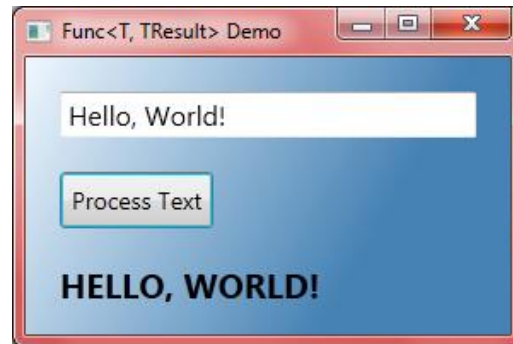 Func<T, TResult> Demo
Hello, World!
Process Text
HELLO, WORLD!